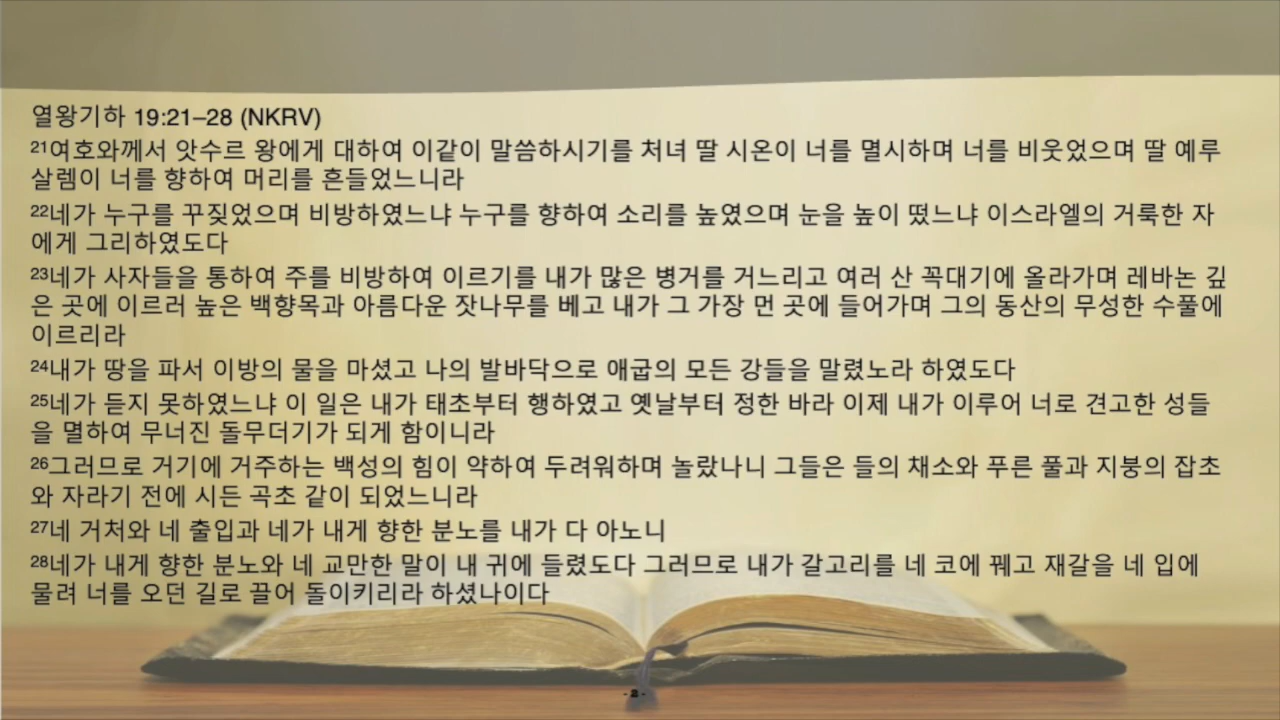 열왕기하 19:21–28 (NKRV)
²¹여호와께서 앗수르 왕에게 대하여 이같이 말씀하시기를 처녀 딸 시온이 너를 멸시하며 너를 비웃었으며 딸 예루
살렘이 너를 향하여 머리를 흔들었느니라
²²네가 누구를 꾸짖었으며 비방하였느냐 누구를 향하여 소리를 높였으며 눈을 높이 떴느냐 이스라엘의 거룩한 자
에게 그리하였도다
²³네가 사자들을 통하여 주를 비방하여 이르기를 내가 많은 병거를 거느리고 여러 산 꼭대기에 올라가며 레바논 깊
은 곳에 이르러 높은 백향목과 아름다운 잣나무를 베고 내가 그 가장 먼 곳에 들어가며 그의 동산의 무성한 수풀에
이르리라
²⁴내가 땅을 파서 이방의 물을 마셨고 나의 발바닥으로 애굽의 모든 강들을 말렸노라 하였도다
²⁵네가 듣지 못하였느냐 이 일은 내가 태초부터 행하였고 옛날부터 정한 바라 이제 내가 이루어 너로 견고한 성들
을 멸하여 무너진 돌무더기가 되게 함이니라
²⁶그러므로 거기에 거주하는 백성의 힘이 약하여 두려워하며 놀랐나니 그들은 들의 채소와 푸른 풀과 지붕의 잡초
와 자라기 전에 시든 곡초 같이 되었느니라
²⁷네 거처와 네 출입과 네가 내게 향한 분노를 내가 다 아노니
²⁸네가 내게 향한 분노와 네 교만한 말이 내 귀에 들렸도다 그러므로 내가 갈고리를 네 코에 꿰고 재갈을 네 입에
물려 너를 오던 길로 끌어 돌이키리라 하셨나이다
- 2 -